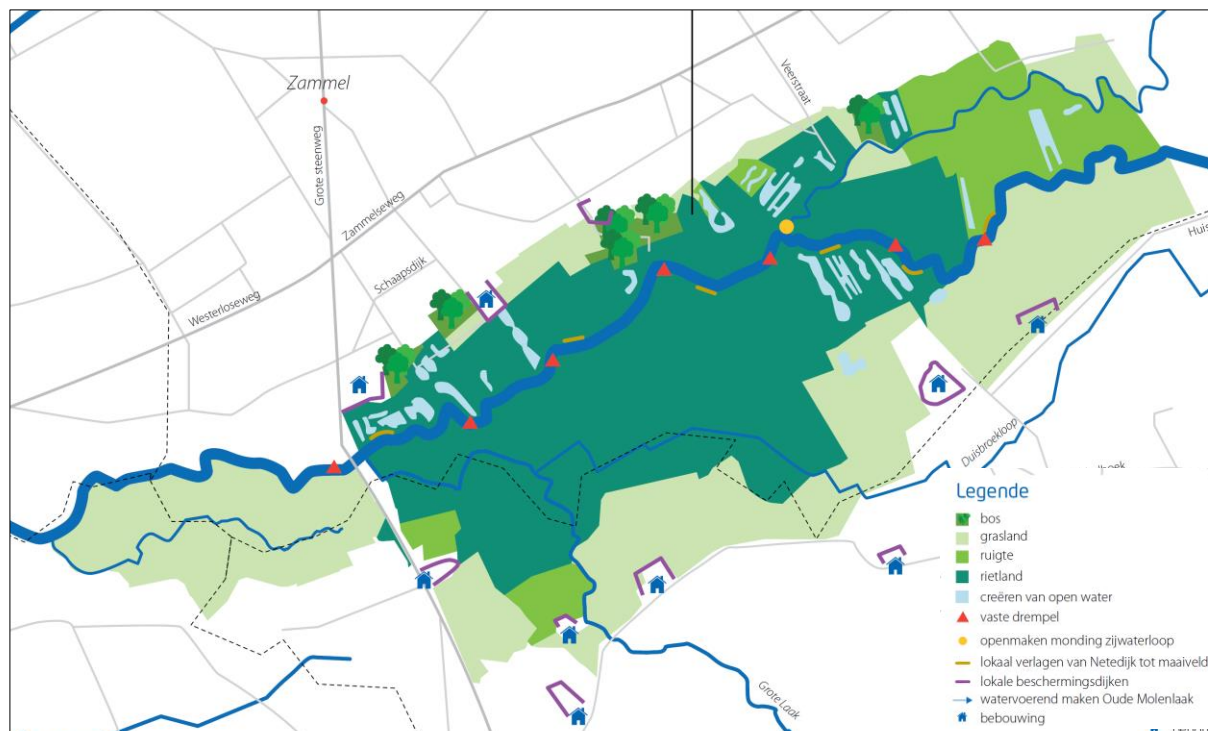 Zammel
Grote steenweg
Veerstraat
Zammelseweg
Schaapsdijk
Westerloseweg
Huis
Duisbroekloop
Grote Laak
Legende
bos
grasland
ruigte
rietland
creëren van open water
vaste drempel
openmaken monding zijwaterloop
lokaal verlagen van Netedijk tot maaiveld
lokale beschermingsdijken
watervoerend maken Oude Molenlaak
bebouwing